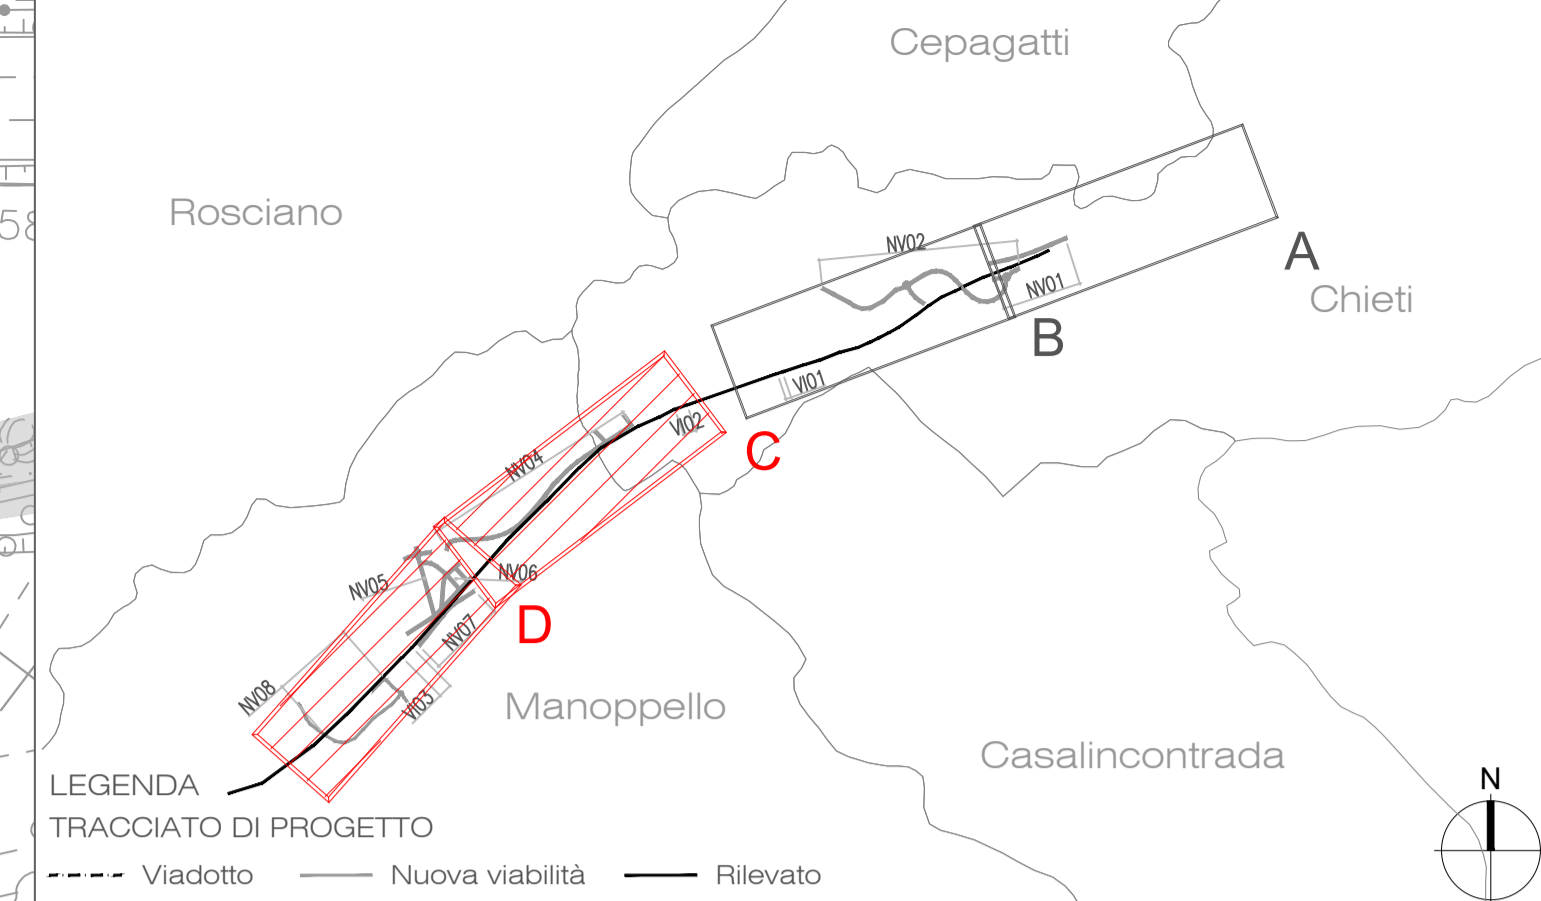 Cepagatti
Rosciano
58
NV02
A
NV01
Chieti
B
VI01
VI02
C
NV04
NV06
NV05
D
NV07
NV08
VI03
Manoppello
Casalincontrada
N
LEGENDA
TRACCIATO DI PROGETTO
Viadotto Nuova viabilità Rilevato